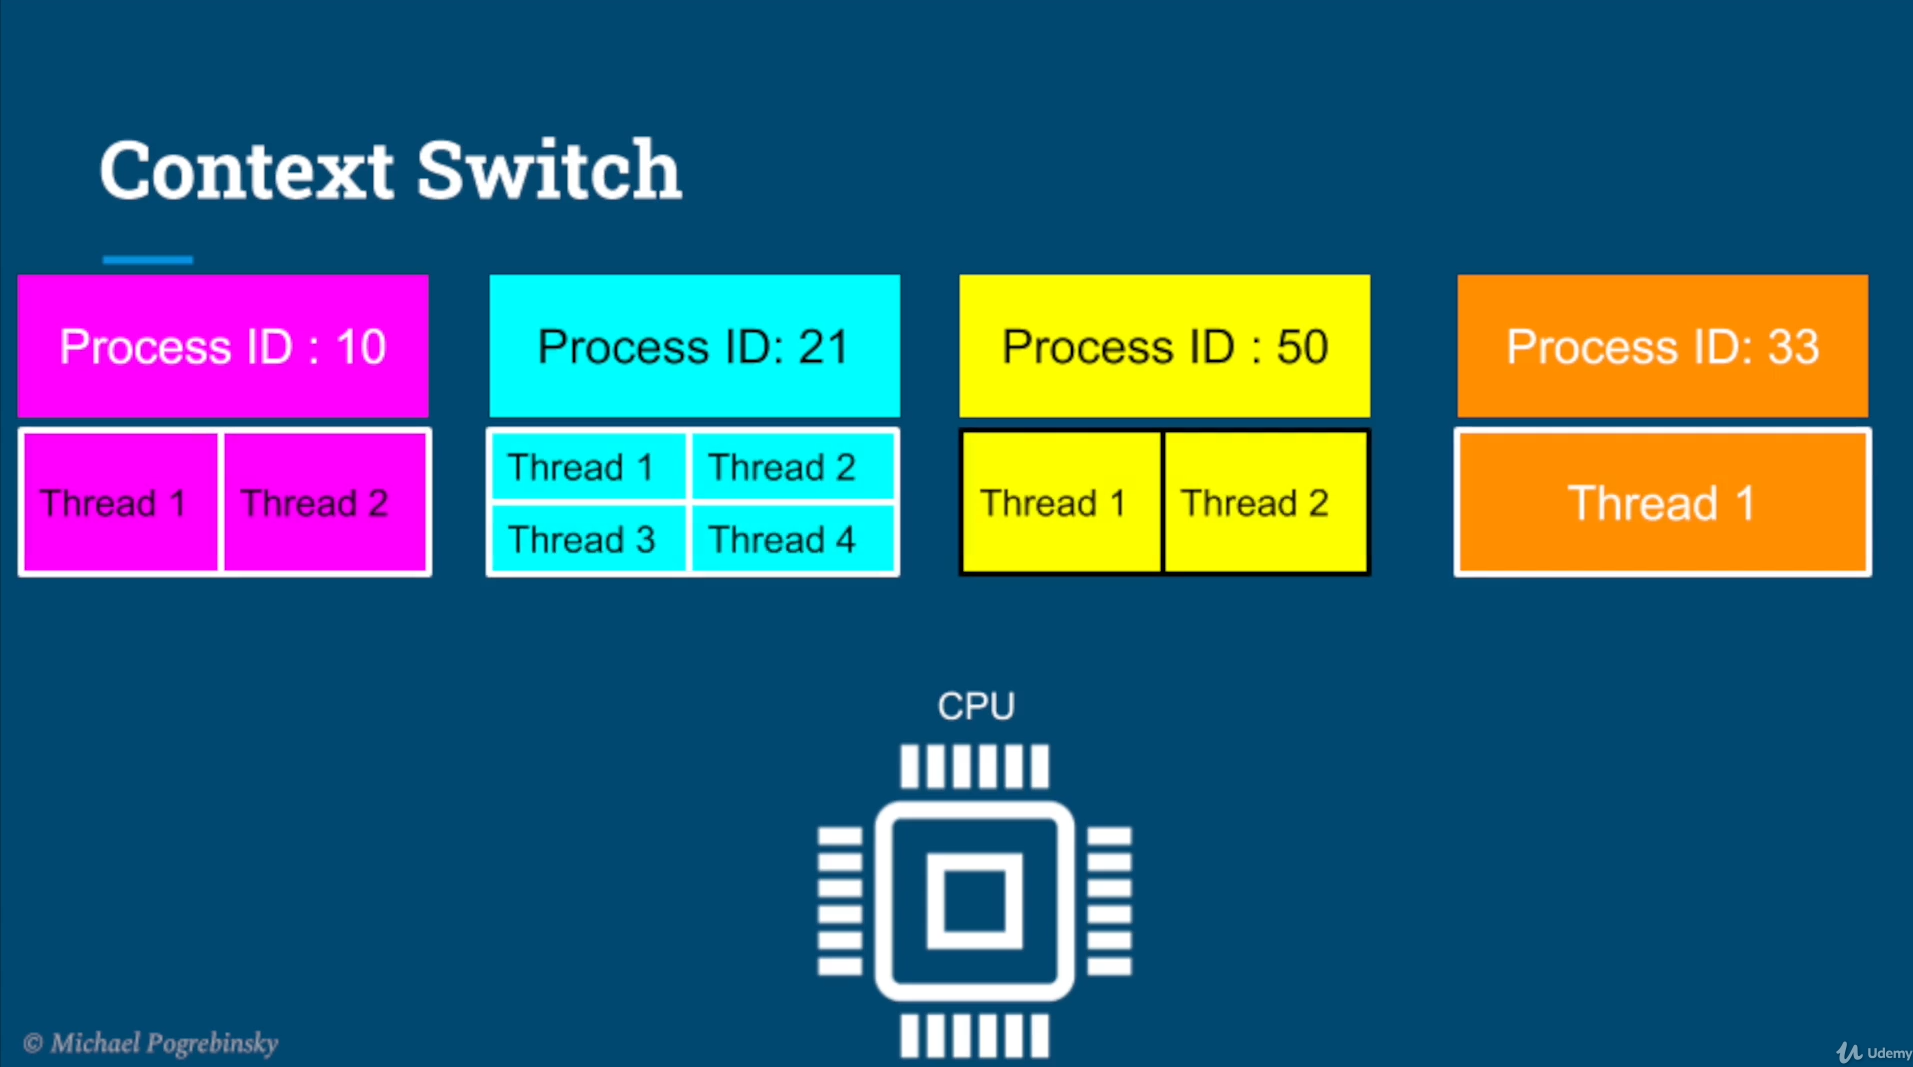 Context Switch
Process ID : 10
Process ID: 21
Process ID : 50
Process ID: 33
Thread 1
Thread 2
Thread 1
Thread 2
Thread 3
Thread 4
Thread 1
Thread 2
Thread 1
CPU
© Michael Pogrebinsky
Udemy